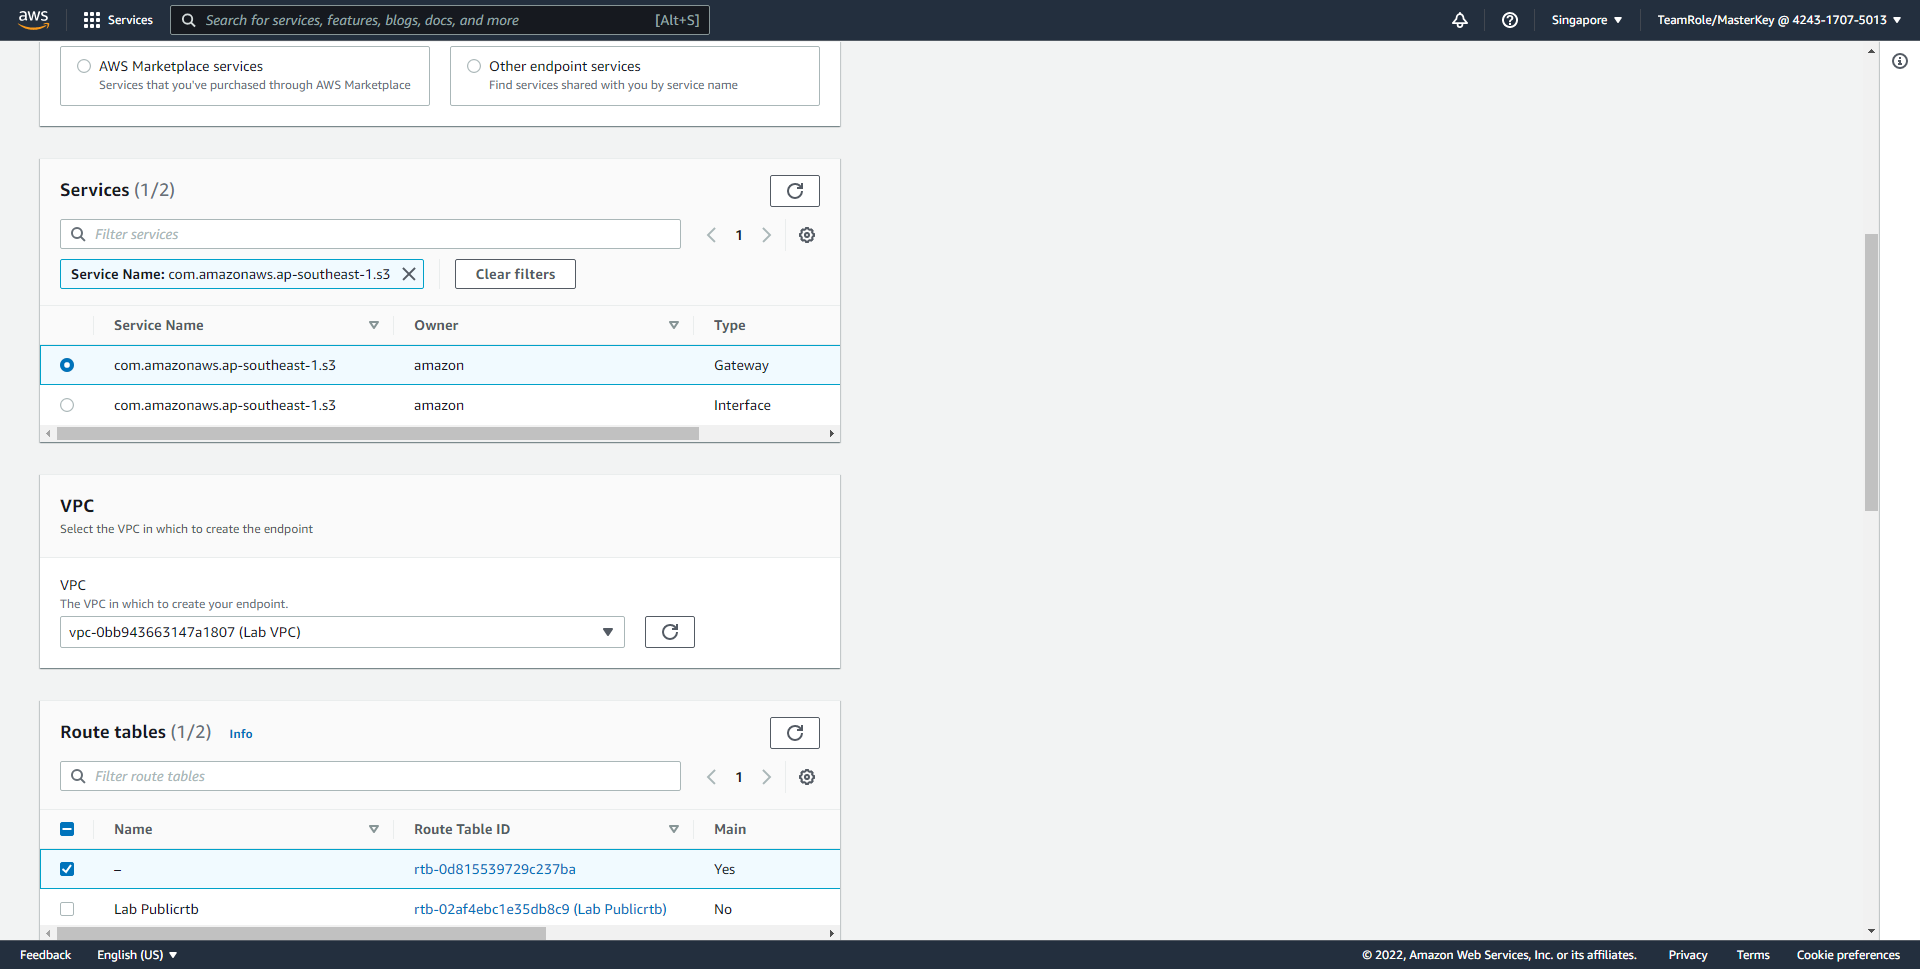 aws Services Search for services, features, blogs, docs, and more [Alt+S] Singapore TeamRole/MasterKey @ 4243-1707-5013
AWS Marketplace services
Services that you've purchased through AWS Marketplace
Other endpoint services
Find services shared with you by service name
Services (1/2)
Filter services 1
Service Name: com.amazonaws.ap-southeast-1.s3 Clear filters
Service Name Owner Type
com.amazonaws.ap-southeast-1.s3 amazon Gateway
com.amazonaws.ap-southeast-1.s3 amazon Interface
VPC
Select the VPC in which to create the endpoint
VPC
The VPC in which to create your endpoint.
vpc-0bb943663147a1807 (Lab VPC)
Route tables (1/2) Info
Filter route tables 1
Name Route Table ID Main
– rtb-0d815539729c237ba Yes
Lab Publicrtb rtb-02af4ebc1e35db8c9 (Lab Publicrtb) No
Feedback English (US) © 2022, Amazon Web Services, Inc. or its affiliates. Privacy Terms Cookie preferences